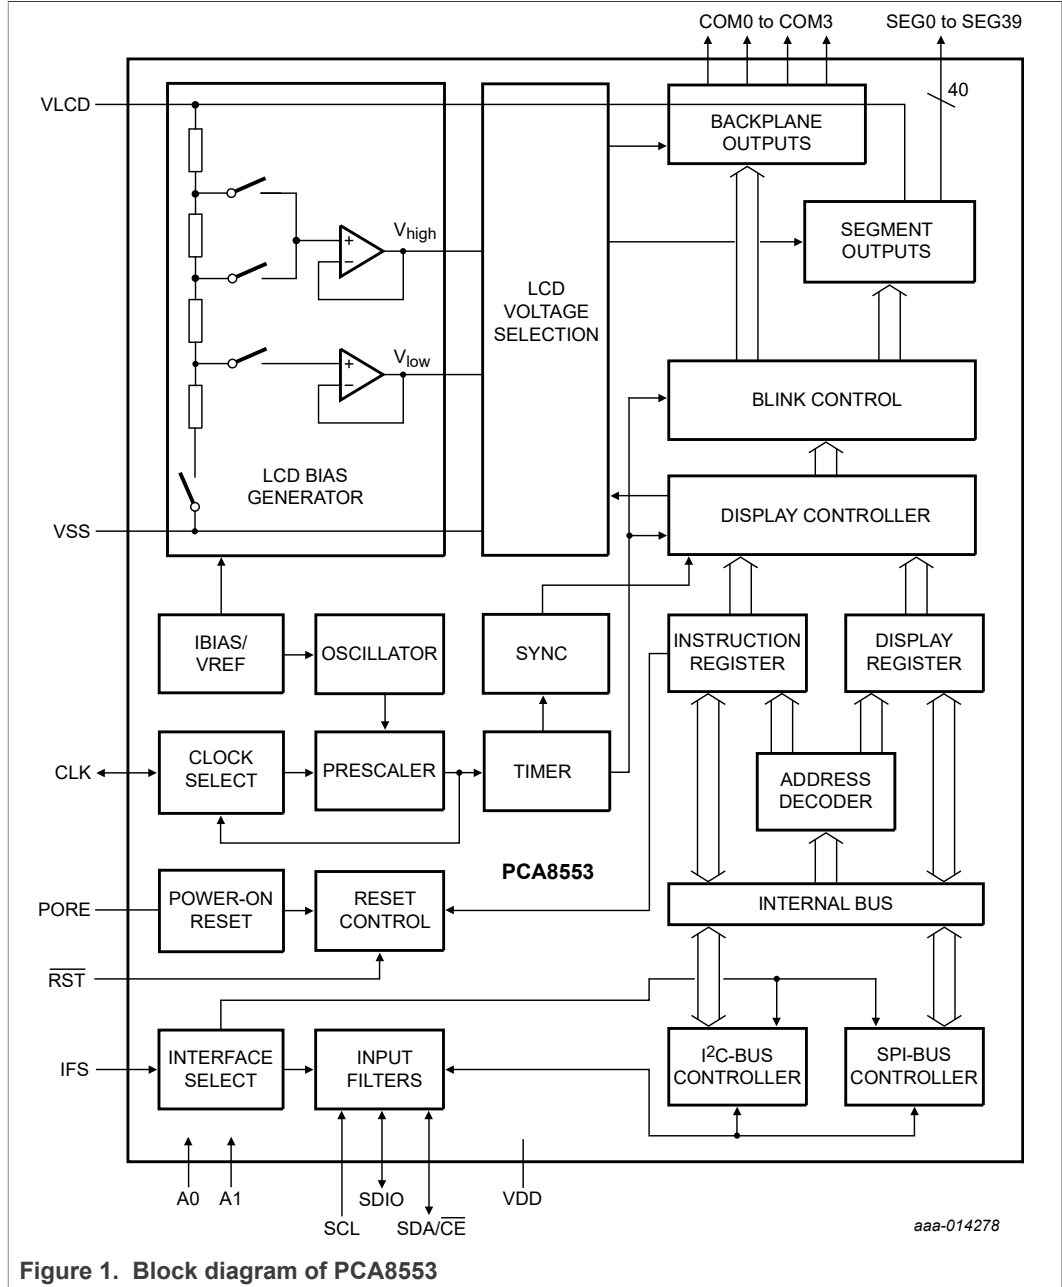 COM0 to COM3
SEG0 to SEG39
VLCD
40
BACKPLANE
OUTPUTS
+
−
Vhigh
SEGMENT
OUTPUTS
LCD
VOLTAGE
SELECTION
+
−
Vlow
BLINK CONTROL
LCD BIAS
GENERATOR
VSS
DISPLAY CONTROLLER
IBIAS/
VREF
OSCILLATOR
SYNC
INSTRUCTION
REGISTER
DISPLAY
REGISTER
CLK
CLOCK
SELECT
PRESCALER
TIMER
ADDRESS
DECODER
PCA8553
PORE
POWER-ON
RESET
RESET
CONTROL
INTERNAL BUS
R̅S̅T̅
IFS
INTERFACE
SELECT
INPUT
FILTERS
I²C-BUS
CONTROLLER
SPI-BUS
CONTROLLER
A0
A1
SCL
SDIO
SDA/C̅E̅
VDD
aaa-014278
Figure 1. Block diagram of PCA8553